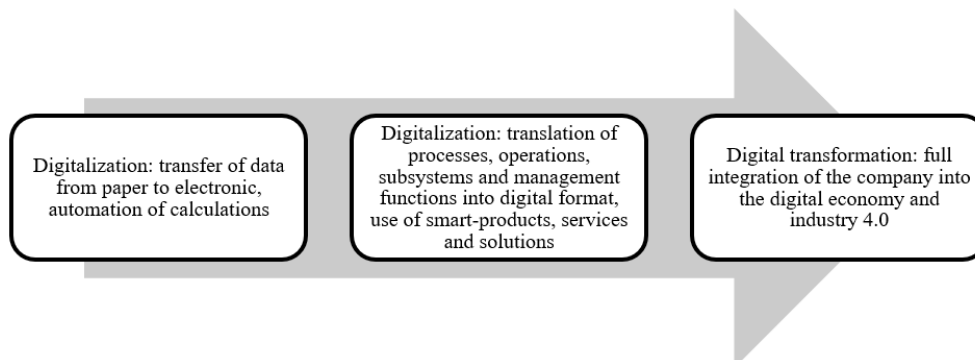 Digitalization: transfer of data
from paper to electronic,
automation of calculations
Digitalization: translation of
processes, operations,
subsystems and management
functions into digital format,
use of smart-products, services
and solutions
Digital transformation: full
integration of the company into
the digital economy and
industry 4.0